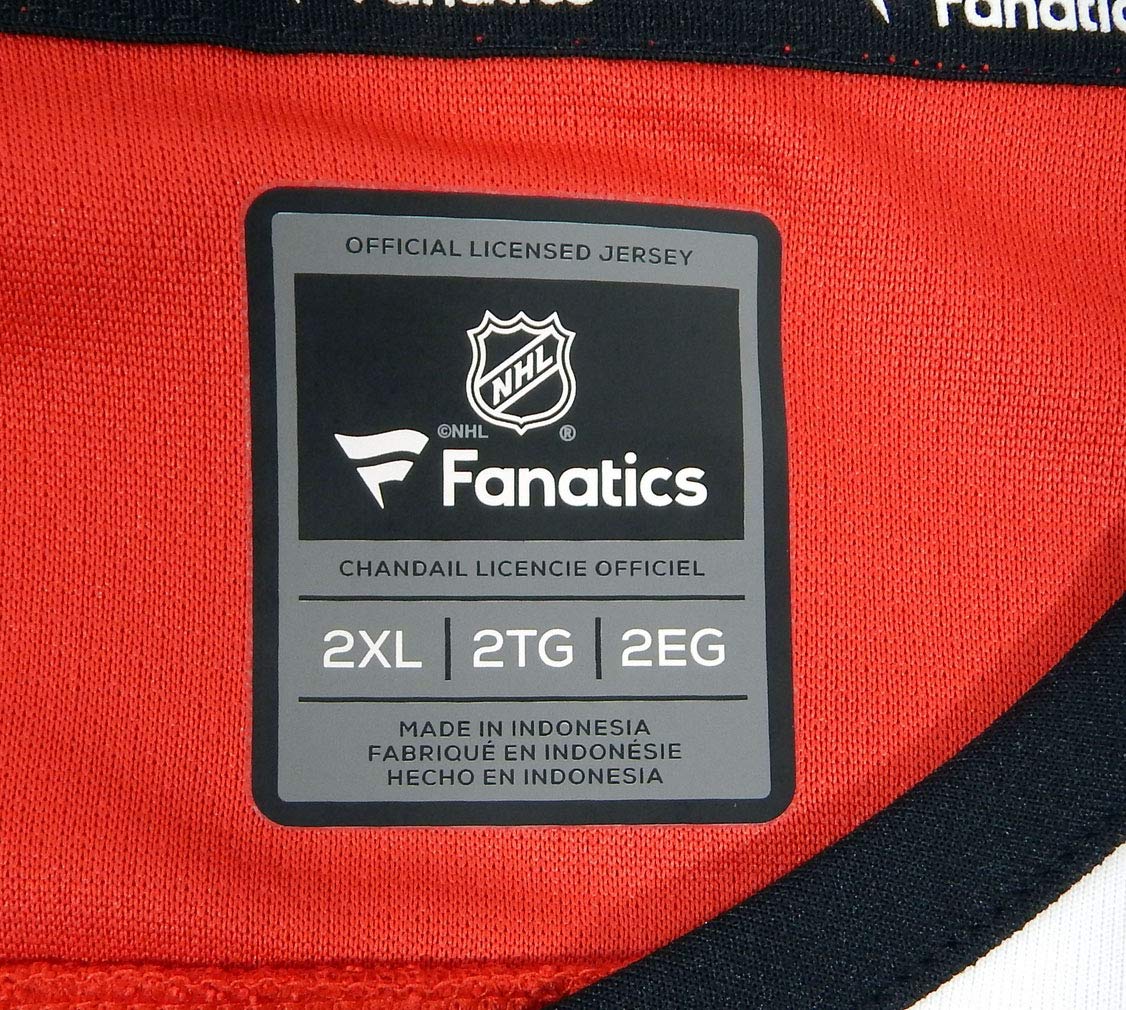 Fanatics
Fanatics
OFFICIAL LICENSED JERSEY
NHL
©NHL ®
Fanatics
CHANDAIL LICENCIE OFFICIEL
2XL | 2TG | 2EG
MADE IN INDONESIA
FABRIQUÉ EN INDONÉSIE
HECHO EN INDONESIA